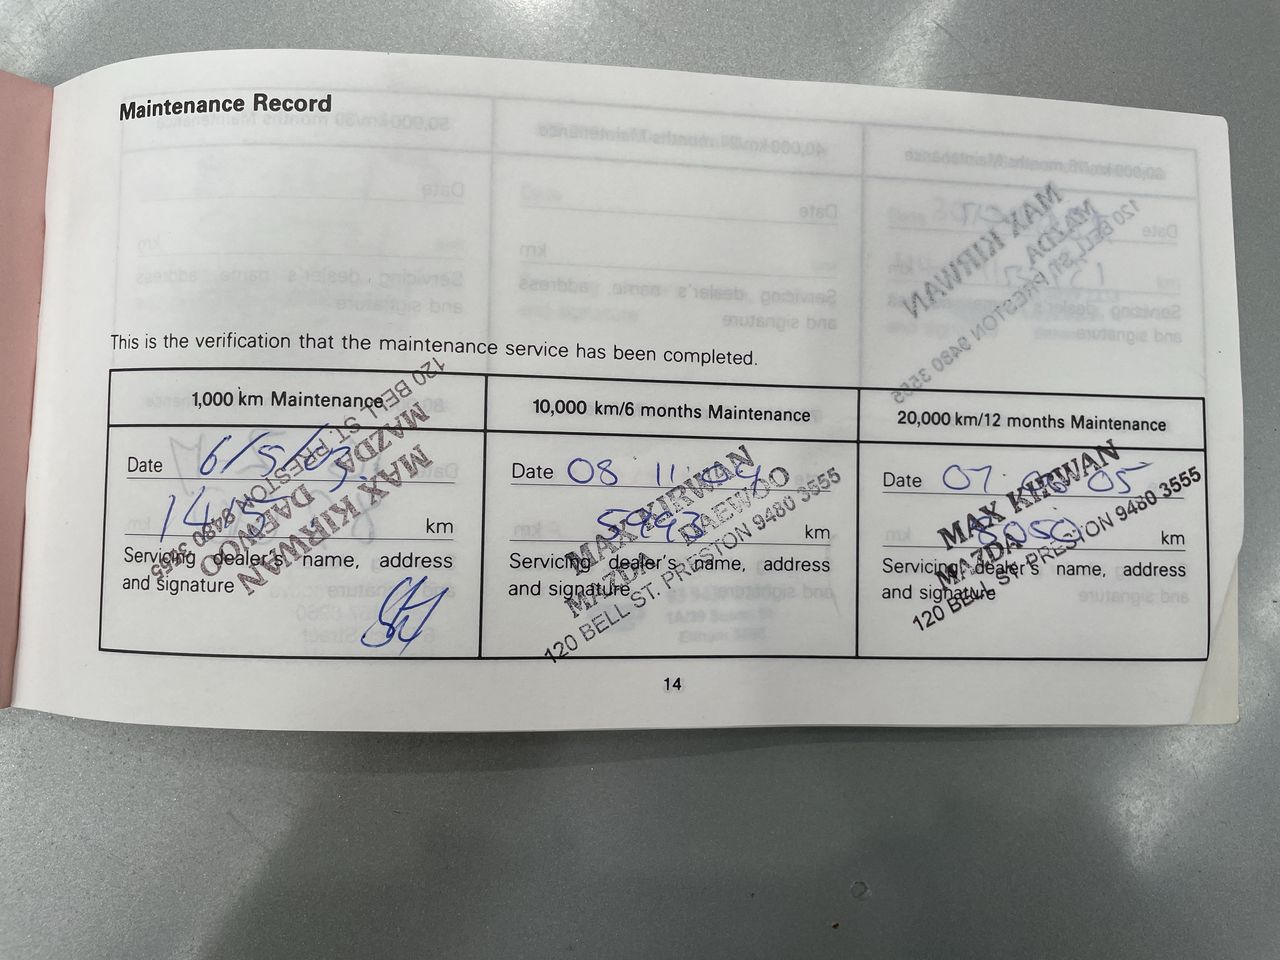 Maintenance Record
This is the verification that the maintenance service has been completed.
1,000 km Maintenance
Date 6/5/03
km
Servicing dealer's name, address
and signature
MAX KIRWAN
MAZDA DAEWOO
120 BELL ST. PRESTON 9480 3555
10,000 km/6 months Maintenance
Date 08 11 04
5993 km
Servicing dealer's name, address
and signature
MAX KIRWAN
MAZDA DAEWOO
120 BELL ST. PRESTON 9480 3555
20,000 km/12 months Maintenance
Date 07 05
8050 km
Servicing dealer's name, address
and signature
MAX KIRWAN
MAZDA
120 BELL ST. PRESTON 9480 3555
14